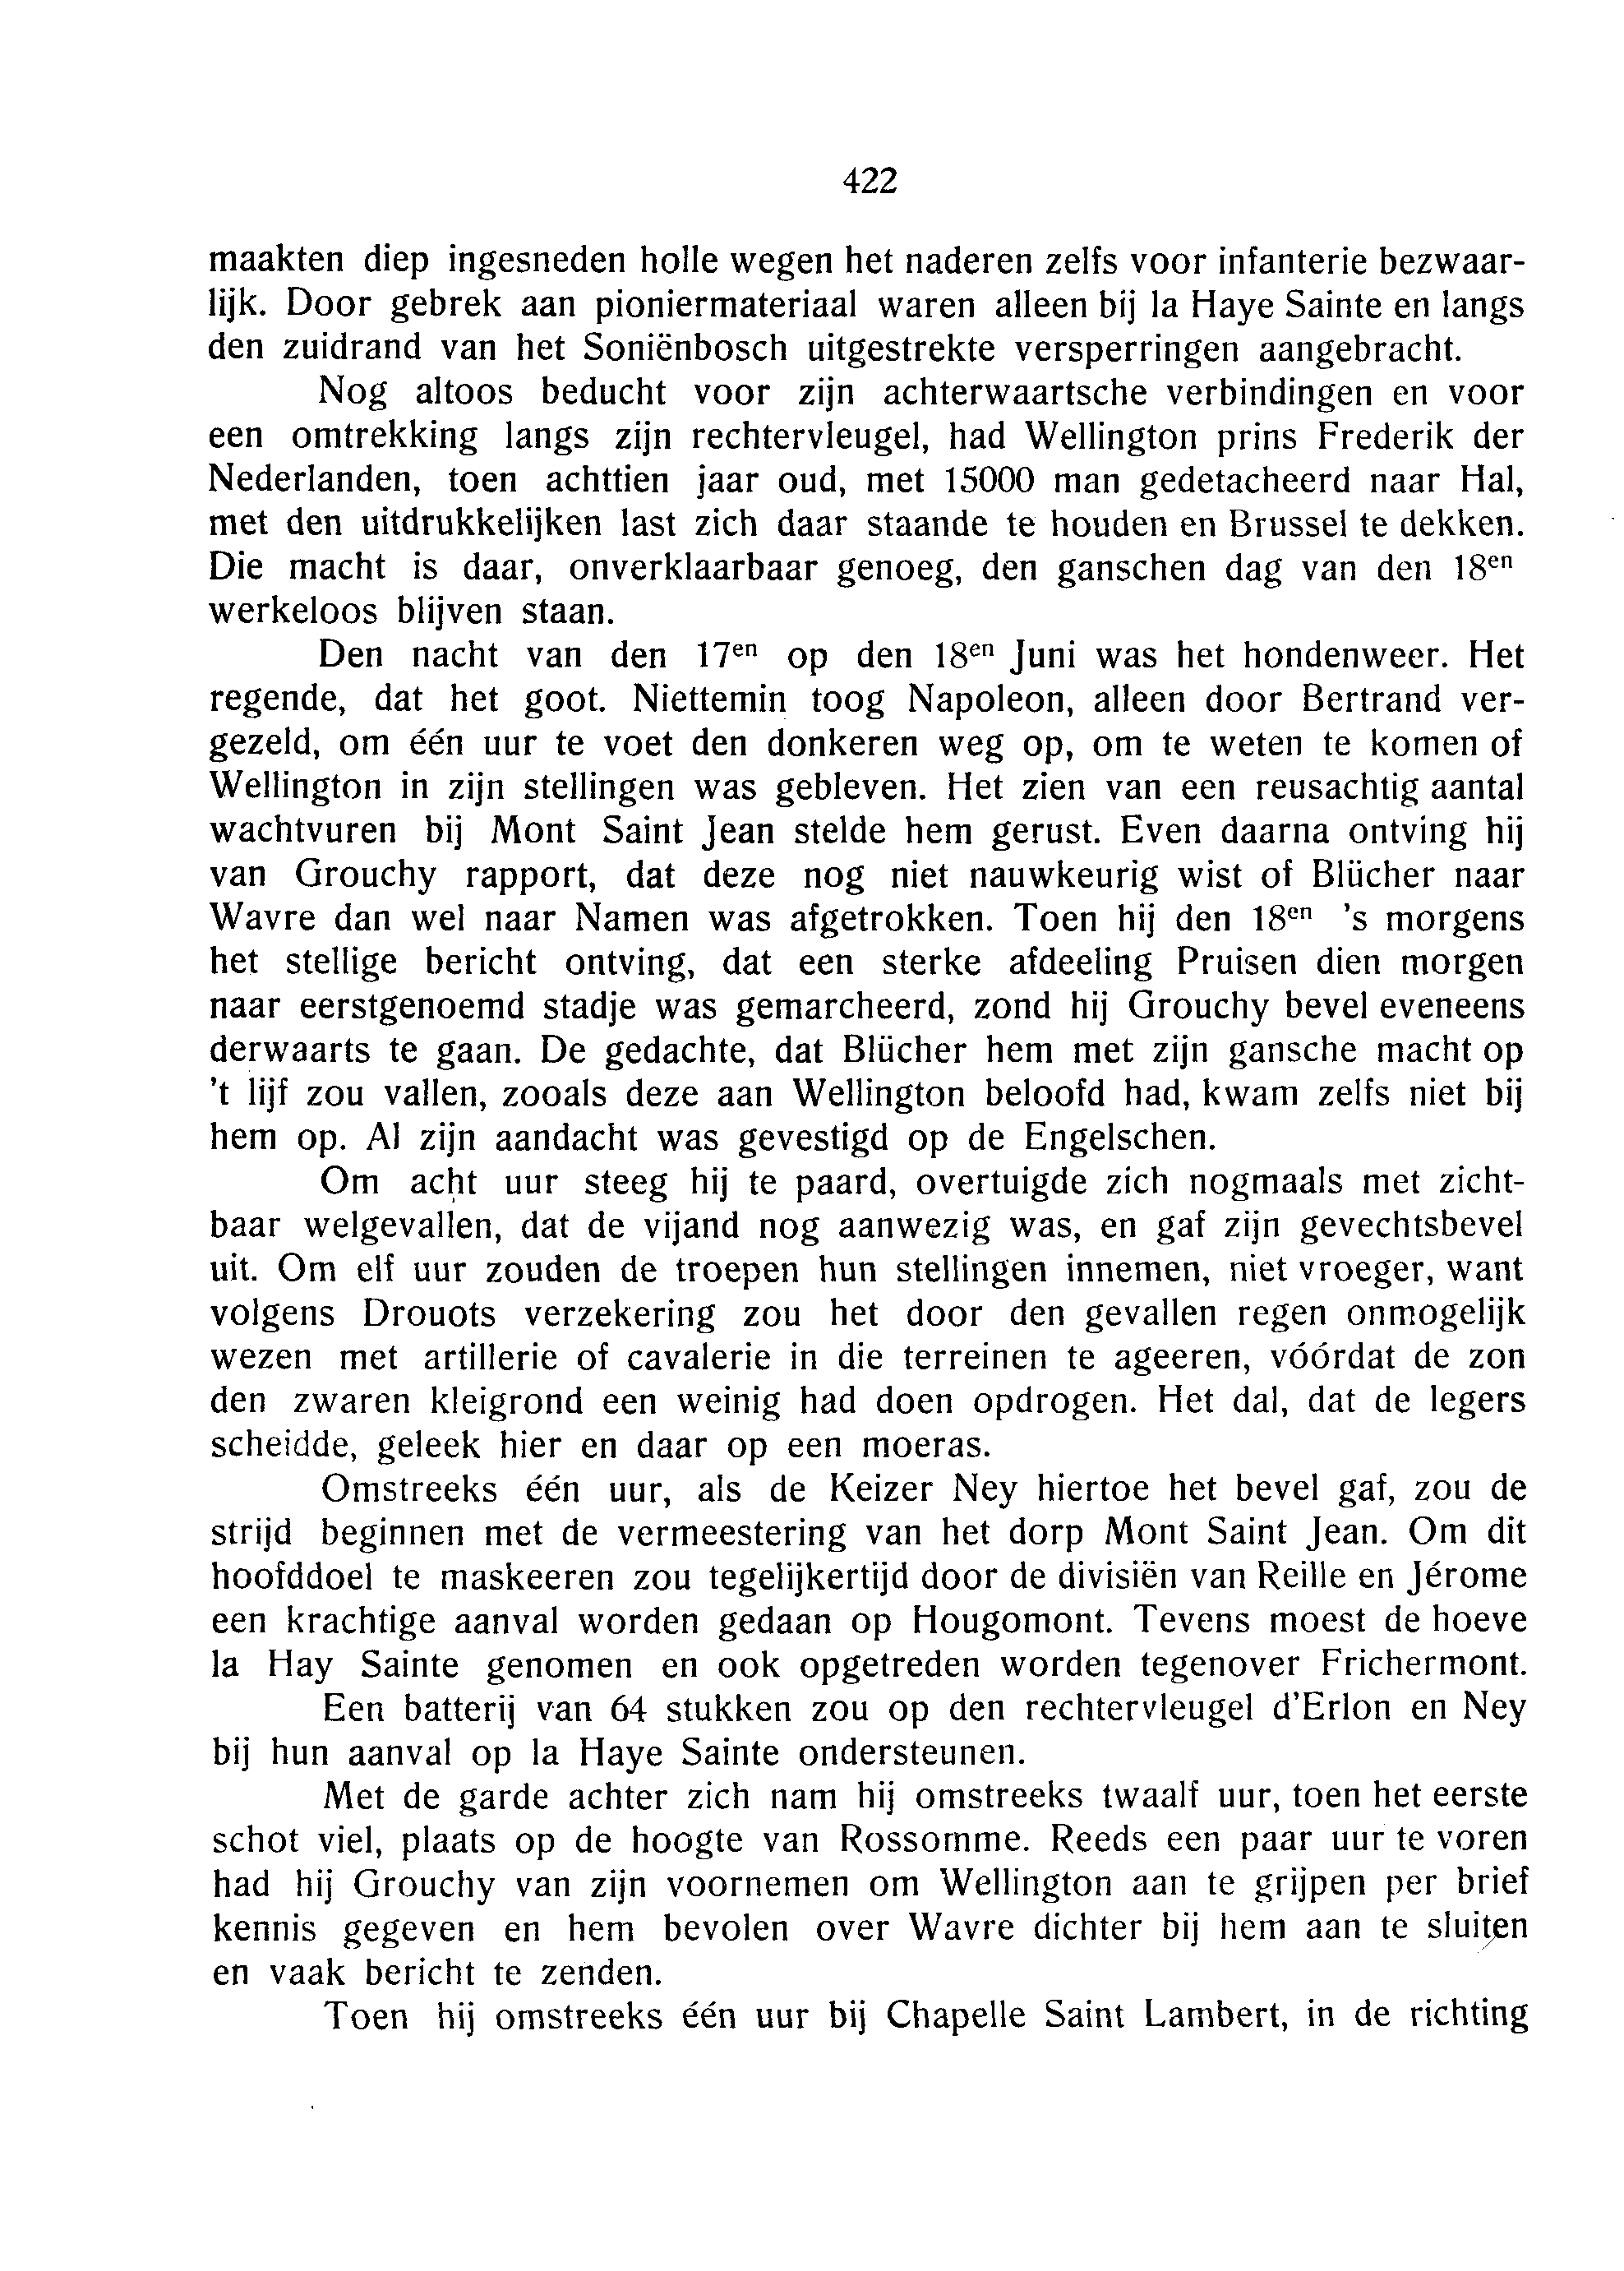 422
maakten diep ingesneden holle wegen het naderen zelfs voor infanterie bezwaar-
lijk. Door gebrek aan pioniermateriaal waren alleen bij la Haye Sainte en langs
den zuidrand van het Soniënbosch uitgestrekte versperringen aangebracht.
Nog altoos beducht voor zijn achterwaartsche verbindingen en voor
een omtrekking langs zijn rechtervleugel, had Wellington prins Frederik der
Nederlanden, toen achttien jaar oud, met 15000 man gedetacheerd naar Hal,
met den uitdrukkelijken last zich daar staande te houden en Brussel te dekken.
Die macht is daar, onverklaarbaar genoeg, den ganschen dag van den 18en
werkeloos blijven staan.
Den nacht van den 17en op den 18en Juni was het hondenweer. Het
regende, dat het goot. Niettemin toog Napoleon, alleen door Bertrand ver-
gezeld, om één uur te voet den donkeren weg op, om te weten te komen of
Wellington in zijn stellingen was gebleven. Het zien van een reusachtig aantal
wachtvuren bij Mont Saint Jean stelde hem gerust. Even daarna ontving hij
van Grouchy rapport, dat deze nog niet nauwkeurig wist of Blücher naar
Wavre dan wel naar Namen was afgetrokken. Toen hij den 18en 's morgens
het stellige bericht ontving, dat een sterke afdeeling Pruisen dien morgen
naar eerstgenoemd stadje was gemarcheerd, zond hij Grouchy bevel eveneens
derwaarts te gaan. De gedachte, dat Blücher hem met zijn gansche macht op
't lijf zou vallen, zooals deze aan Wellington beloofd had, kwam zelfs niet bij
hem op. Al zijn aandacht was gevestigd op de Engelschen.
Om acht uur steeg hij te paard, overtuigde zich nogmaals met zicht-
baar welgevallen, dat de vijand nog aanwezig was, en gaf zijn gevechtsbevel
uit. Om elf uur zouden de troepen hun stellingen innemen, niet vroeger, want
volgens Drouots verzekering zou het door den gevallen regen onmogelijk
wezen met artillerie of cavalerie in die terreinen te ageeren, vóórdat de zon
den zwaren kleigrond een weinig had doen opdrogen. Het dal, dat de legers
scheidde, geleek hier en daar op een moeras.
Omstreeks één uur, als de Keizer Ney hiertoe het bevel gaf, zou de
strijd beginnen met de vermeestering van het dorp Mont Saint Jean. Om dit
hoofddoel te maskeeren zou tegelijkertijd door de divisiën van Reille en Jérome
een krachtige aanval worden gedaan op Hougomont. Tevens moest de hoeve
la Hay Sainte genomen en ook opgetreden worden tegenover Frichermont.
Een batterij van 64 stukken zou op den rechtervleugel d'Erlon en Ney
bij hun aanval op la Haye Sainte ondersteunen.
Met de garde achter zich nam hij omstreeks twaalf uur, toen het eerste
schot viel, plaats op de hoogte van Rossomme. Reeds een paar uur te voren
had hij Grouchy van zijn voornemen om Wellington aan te grijpen per brief
kennis gegeven en hem bevolen over Wavre dichter bij hem aan te sluiten
en vaak bericht te zenden.
Toen hij omstreeks één uur bij Chapelle Saint Lambert, in de richting